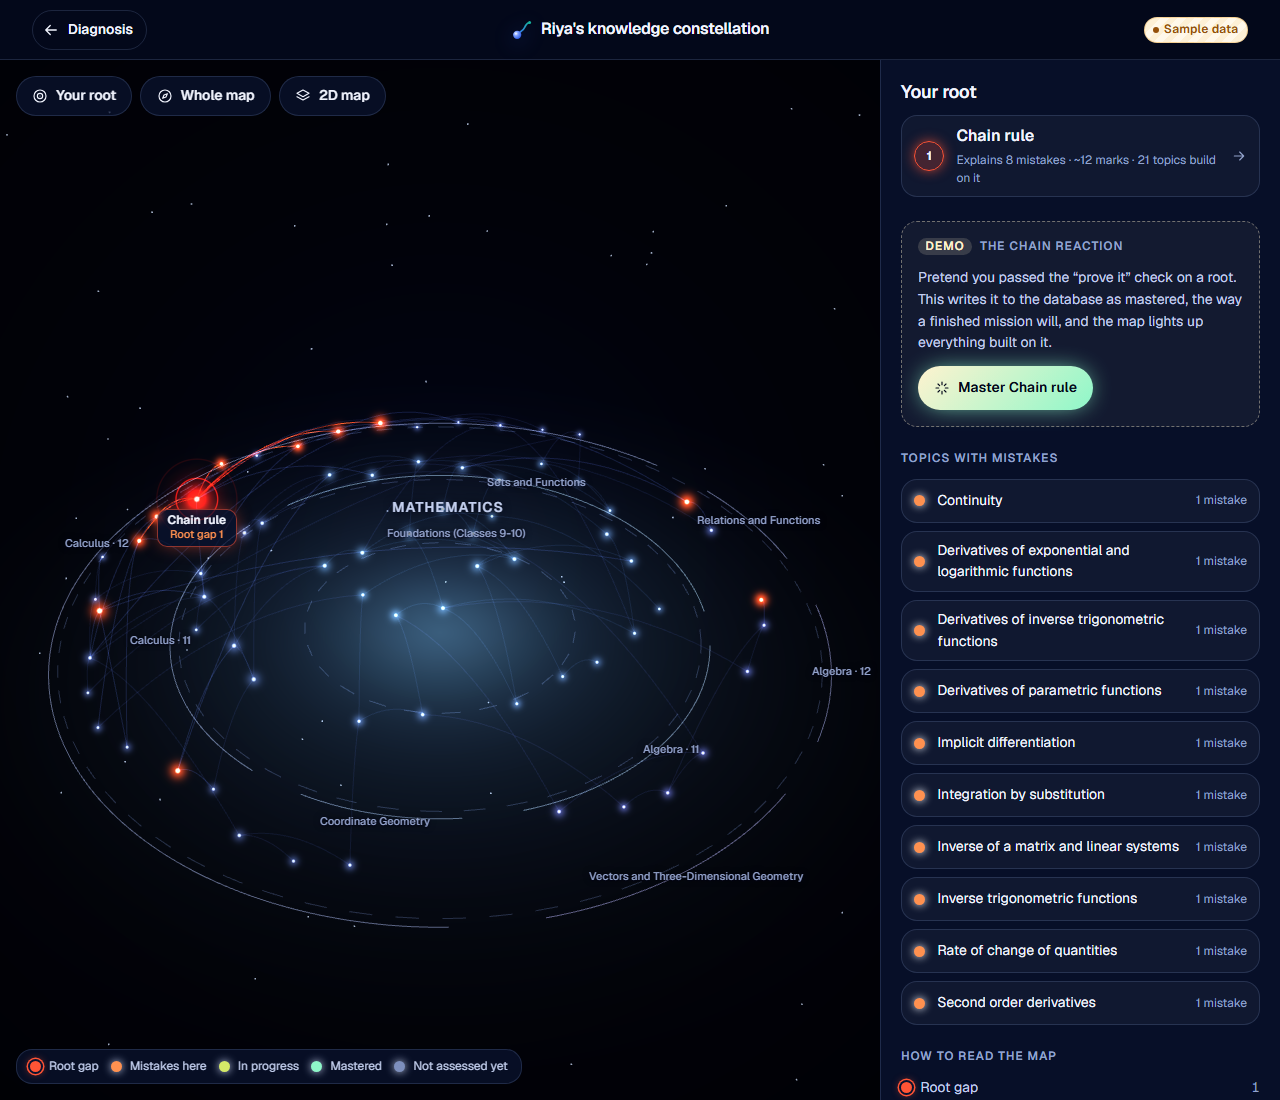 Diagnosis
Riya's knowledge constellation
Sample data
Your root
Whole map
2D map
Sets and Functions
MATHEMATICS
Relations and Functions
Foundations (Classes 9-10)
Chain rule
Root gap 1
Calculus · 12
Calculus · 11
Algebra · 12
Algebra · 11
Coordinate Geometry
Vectors and Three-Dimensional Geometry
Root gap
Mistakes here
In progress
Mastered
Not assessed yet
Your root
1
Chain rule
Explains 8 mistakes · ~12 marks · 21 topics build
on it
DEMO THE CHAIN REACTION
Pretend you passed the “prove it” check on a root.
This writes it to the database as mastered, the way
a finished mission will, and the map lights up
everything built on it.
Master Chain rule
TOPICS WITH MISTAKES
Continuity 1 mistake
Derivatives of exponential and
logarithmic functions 1 mistake
Derivatives of inverse trigonometric
functions 1 mistake
Derivatives of parametric functions 1 mistake
Implicit differentiation 1 mistake
Integration by substitution 1 mistake
Inverse of a matrix and linear systems 1 mistake
Inverse trigonometric functions 1 mistake
Rate of change of quantities 1 mistake
Second order derivatives 1 mistake
HOW TO READ THE MAP
Root gap 1